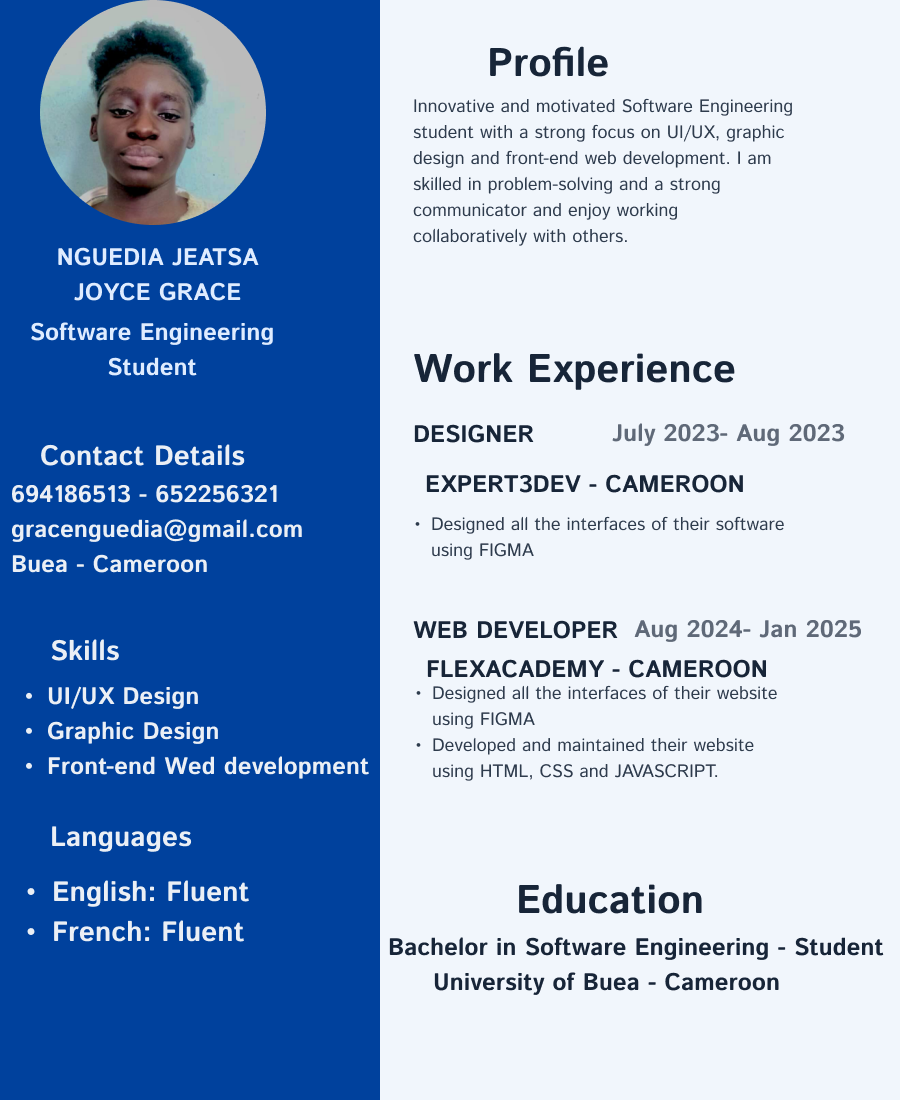 NGUEDIA JEATSA
JOYCE GRACE
Software Engineering
Student
Contact Details
694186513 - 652256321
gracenguedia@gmail.com
Buea - Cameroon
Skills
• UI/UX Design
• Graphic Design
• Front-end Wed development
Languages
• English: Fluent
• French: Fluent
Profile
Innovative and motivated Software Engineering
student with a strong focus on UI/UX, graphic
design and front-end web development. I am
skilled in problem-solving and a strong
communicator and enjoy working
collaboratively with others.
Work Experience
DESIGNER July 2023- Aug 2023
EXPERT3DEV - CAMEROON
• Designed all the interfaces of their software
using FIGMA
WEB DEVELOPER Aug 2024- Jan 2025
FLEXACADEMY - CAMEROON
• Designed all the interfaces of their website
using FIGMA
• Developed and maintained their website
using HTML, CSS and JAVASCRIPT.
Education
Bachelor in Software Engineering - Student
University of Buea - Cameroon